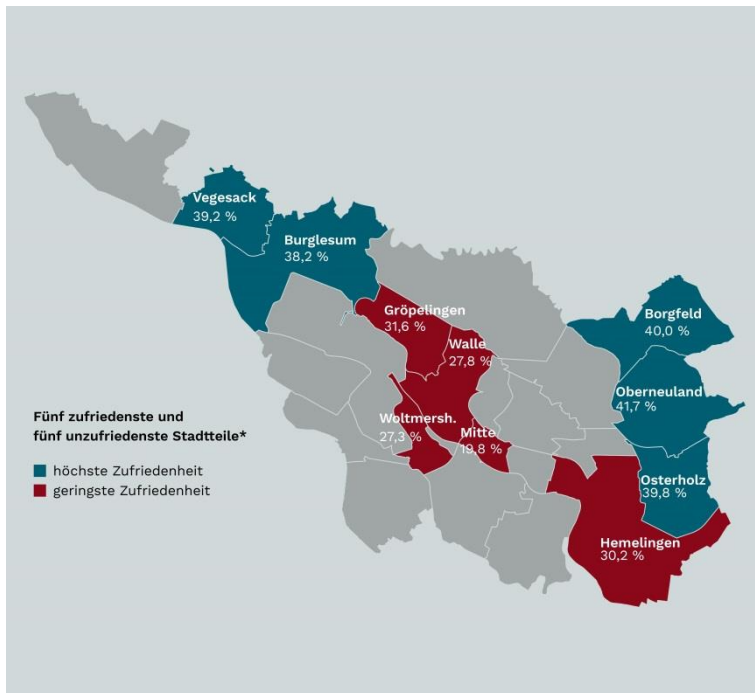 Vegesack
39,2 %
Burglesum
38,2 %
Gröpelingen
31,6 %
Walle
27,8 %
Woltmersh.
27,3 %
Mitte
19,8 %
Borgfeld
40,0 %
Oberneuland
41,7 %
Osterholz
39,8 %
Hemelingen
30,2 %
Fünf zufriedenste und
fünf unzufriedenste Stadtteile*
höchste Zufriedenheit
geringste Zufriedenheit